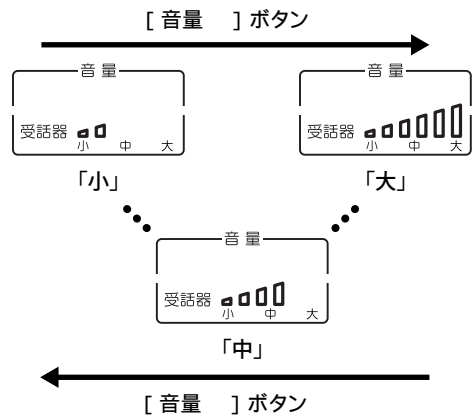 [ 音量　 ] ボタン
音 量
受話器
小 中 大
「小」
音 量
受話器
小 中 大
「大」
音 量
受話器
小 中 大
「中」
[ 音量　 ] ボタン